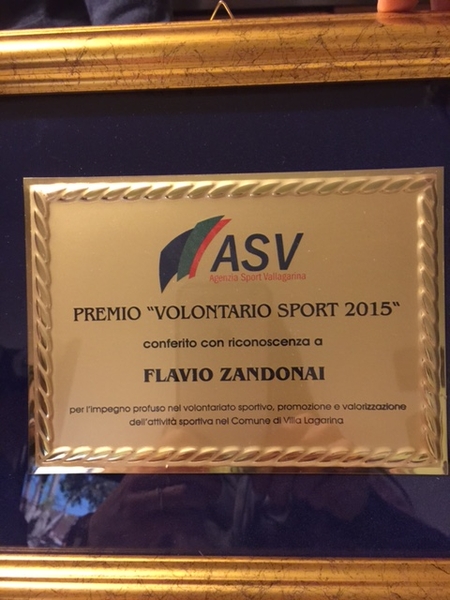 ASV
Agenzia Sport Vallagarina
PREMIO "VOLONTARIO SPORT 2015"
conferito con riconoscenza a
FLAVIO ZANDONAI
per l'impegno profuso nel volontariato sportivo, promozione e valorizzazione
dell'attività sportiva nel Comune di Villa Lagarina